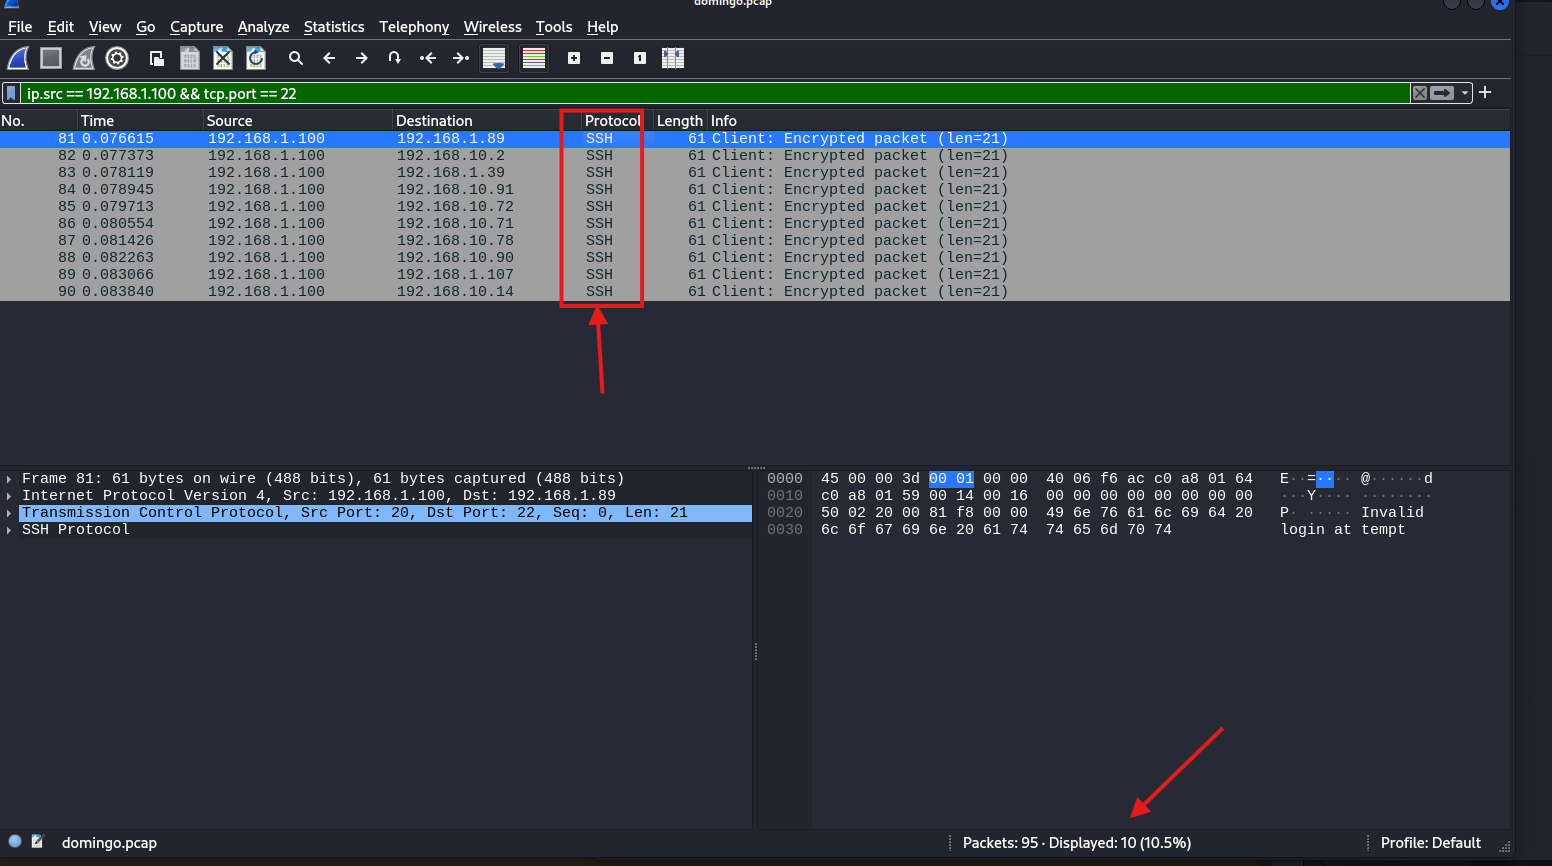 domingo.pcap
File Edit View Go Capture Analyze Statistics Telephony Wireless Tools Help
ip.src == 192.168.1.100 && tcp.port == 22
No. Time Source Destination Protocol Length Info
81 0.076615 192.168.1.100 192.168.1.89 SSH 61 Client: Encrypted packet (len=21)
82 0.077373 192.168.1.100 192.168.10.2 SSH 61 Client: Encrypted packet (len=21)
83 0.078119 192.168.1.100 192.168.1.39 SSH 61 Client: Encrypted packet (len=21)
84 0.078945 192.168.1.100 192.168.10.91 SSH 61 Client: Encrypted packet (len=21)
85 0.079713 192.168.1.100 192.168.10.72 SSH 61 Client: Encrypted packet (len=21)
86 0.080554 192.168.1.100 192.168.10.71 SSH 61 Client: Encrypted packet (len=21)
87 0.081426 192.168.1.100 192.168.10.78 SSH 61 Client: Encrypted packet (len=21)
88 0.082263 192.168.1.100 192.168.10.90 SSH 61 Client: Encrypted packet (len=21)
89 0.083066 192.168.1.100 192.168.1.107 SSH 61 Client: Encrypted packet (len=21)
90 0.083840 192.168.1.100 192.168.10.14 SSH 61 Client: Encrypted packet (len=21)
Frame 81: 61 bytes on wire (488 bits), 61 bytes captured (488 bits)
Internet Protocol Version 4, Src: 192.168.1.100, Dst: 192.168.1.89
Transmission Control Protocol, Src Port: 20, Dst Port: 22, Seq: 0, Len: 21
SSH Protocol
0000 45 00 00 3d 00 01 00 00 40 06 f6 ac c0 a8 01 64 E··=····@······d
0010 c0 a8 01 59 00 14 00 16 00 00 00 00 00 00 00 00 ···Y···· ········
0020 50 02 20 00 81 f8 00 00 49 6e 76 61 6c 69 64 20 P· ····· Invalid
0030 6c 6f 67 69 6e 20 61 74 74 65 6d 70 74 login at tempt
domingo.pcap
Packets: 95 · Displayed: 10 (10.5%)
Profile: Default